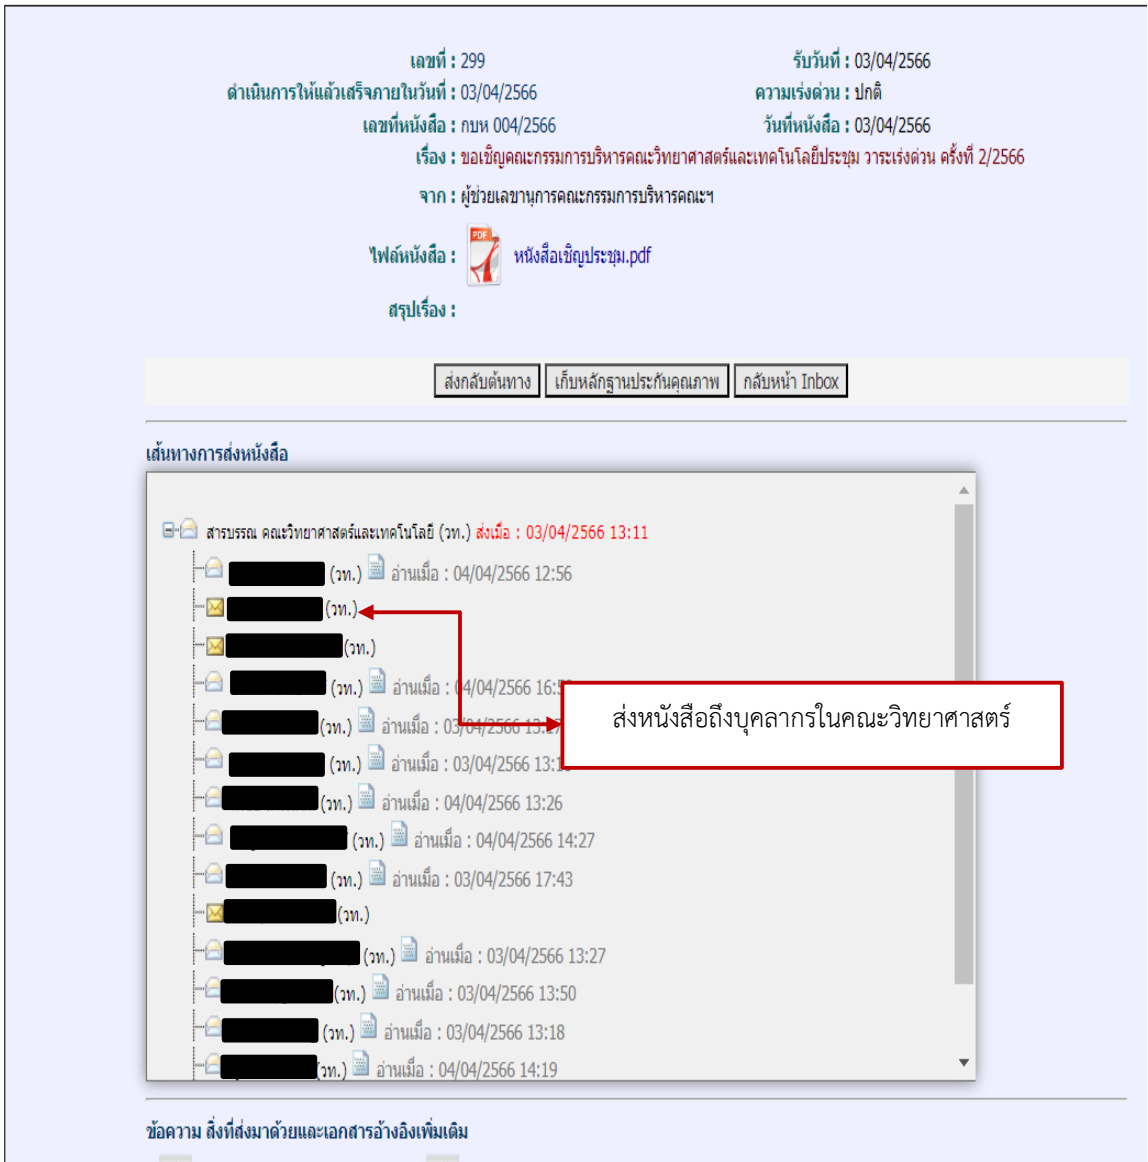 เลขที่ : 299 รับวันที่ : 03/04/2566
ดำเนินการให้แล้วเสร็จภายในวันที่ : 03/04/2566 ความเร่งด่วน : ปกติ
เลขที่หนังสือ : กบห 004/2566 วันที่หนังสือ : 03/04/2566
เรื่อง : ขอเชิญคณะกรรมการบริหารคณะวิทยาศาสตร์และเทคโนโลยีประชุม วาระเร่งด่วน ครั้งที่ 2/2566
จาก : ผู้ช่วยเลขานุการคณะกรรมการบริหารคณะฯ
ไฟล์หนังสือ : PDF หนังสือเชิญประชุม.pdf
สรุปเรื่อง :
ส่งกลับต้นทาง เก็บหลักฐานประกันคุณภาพ กลับหน้า Inbox
เส้นทางการส่งหนังสือ
สารบรรณ คณะวิทยาศาสตร์และเทคโนโลยี (วท.) ส่งเมื่อ : 03/04/2566 13:11
(วท.) อ่านเมื่อ : 04/04/2566 12:56
(วท.)
(วท.)
(วท.) อ่านเมื่อ : 04/04/2566
ส่งหนังสือถึงบุคลากรในคณะวิทยาศาสตร์
(วท.) อ่านเมื่อ : 03/04/2566
(วท.) อ่านเมื่อ : 03/04/2566
(วท.) อ่านเมื่อ : 04/04/2566 13:26
(วท.) อ่านเมื่อ : 04/04/2566 14:27
(วท.) อ่านเมื่อ : 03/04/2566 17:43
(วท.)
(วท.) อ่านเมื่อ : 03/04/2566 13:27
(วท.) อ่านเมื่อ : 03/04/2566 13:50
(วท.) อ่านเมื่อ : 03/04/2566 13:18
(วท.) อ่านเมื่อ : 04/04/2566 14:19
ข้อความ สิ่งที่ส่งมาด้วยและเอกสารอ้างอิงเพิ่มเติม